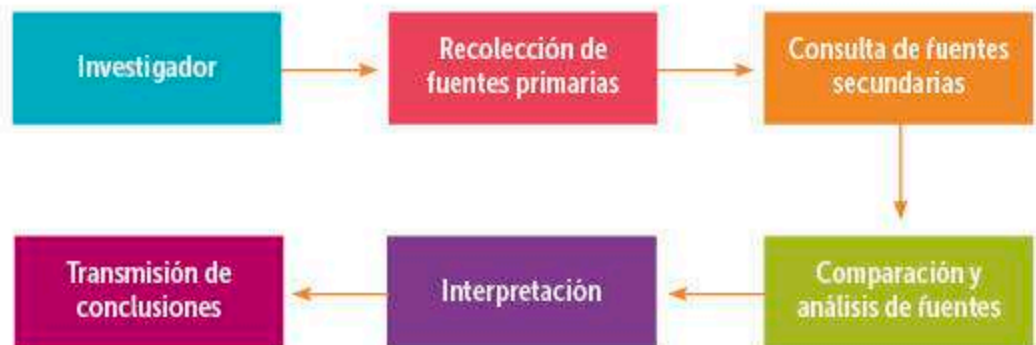 Investigador
Recolección de
fuentes primarias
Consulta de fuentes
secundarias
Comparación y
análisis de fuentes
Interpretación
Transmisión de
conclusiones